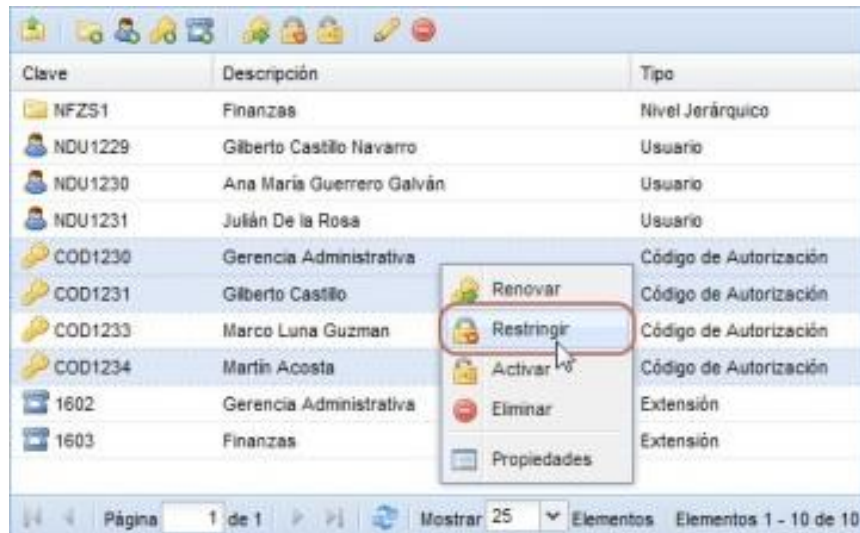 Clave Descripción Tipo
NFZS1 Finanzas Nivel Jerárquico
NDU1229 Gilberto Castillo Navarro Usuario
NDU1230 Ana María Guerrero Galván Usuario
NDU1231 Julián De la Rosa Usuario
COD1230 Gerencia Administrativa Código de Autorización
COD1231 Gilberto Castillo Código de Autorización
COD1233 Marco Luna Guzman Código de Autorización
COD1234 Martín Acosta Código de Autorización
1602 Gerencia Administrativa Extensión
1603 Finanzas Extensión
Renovar
Restringir
Activar
Eliminar
Propiedades
Página 1 de 1 Mostrar 25 Elementos Elementos 1 - 10 de 10